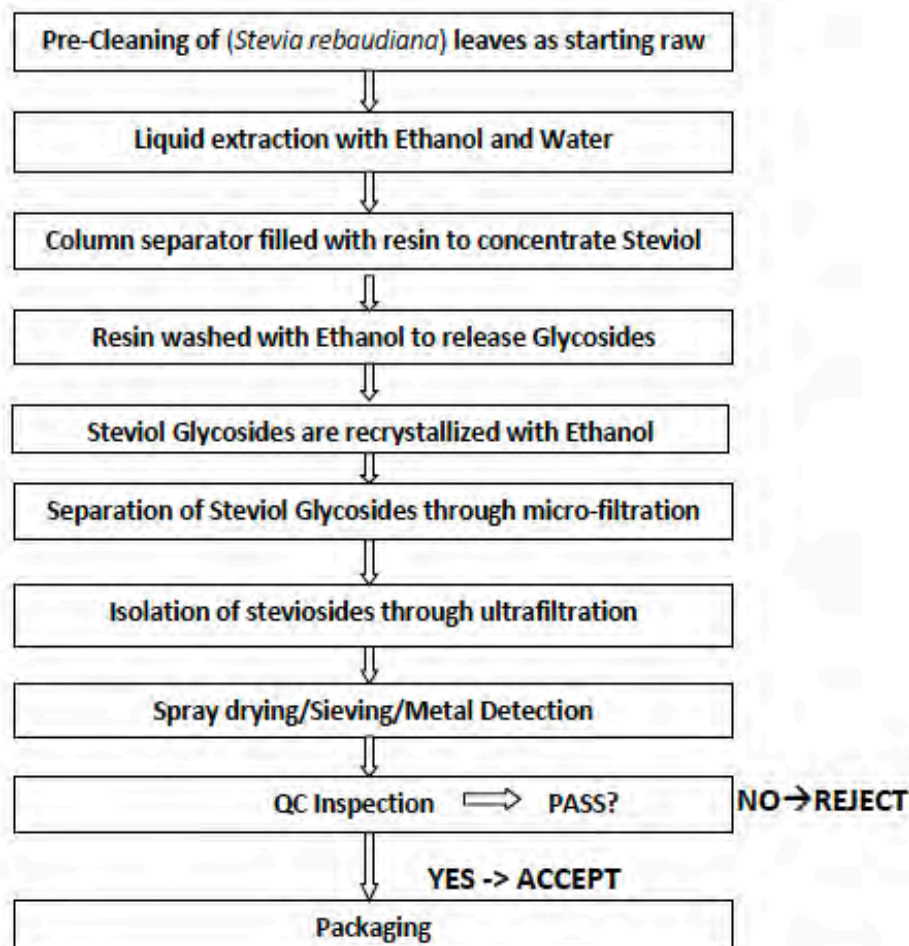 Pre-Cleaning of (Stevia rebaudiana) leaves as starting raw
Liquid extraction with Ethanol and Water
Column separator filled with resin to concentrate Steviol
Resin washed with Ethanol to release Glycosides
Steviol Glycosides are recrystallized with Ethanol
Separation of Steviol Glycosides through micro-filtration
Isolation of steviosides through ultrafiltration
Spray drying/Sieving/Metal Detection
QC Inspection ⇒ PASS? NO→REJECT
YES -> ACCEPT
Packaging